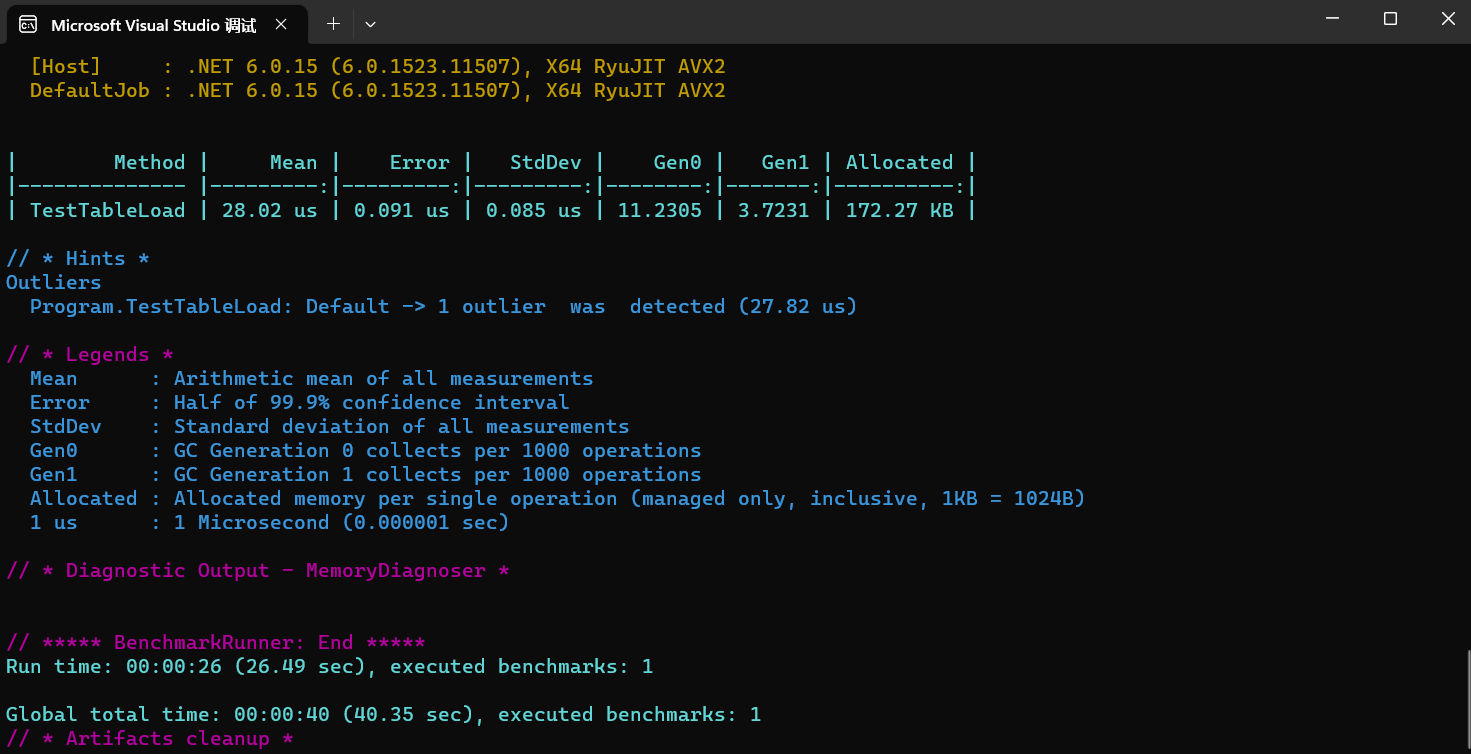 Microsoft Visual Studio 调试
[Host]     : .NET 6.0.15 (6.0.1523.11507), X64 RyuJIT AVX2
DefaultJob : .NET 6.0.15 (6.0.1523.11507), X64 RyuJIT AVX2
|        Method |     Mean |    Error |   StdDev |    Gen0 |   Gen1 | Allocated |
|-------------- |---------:|---------:|---------:|--------:|-------:|----------:|
| TestTableLoad | 28.02 us | 0.091 us | 0.085 us | 11.2305 | 3.7231 | 172.27 KB |
// * Hints *
Outliers
  Program.TestTableLoad: Default -> 1 outlier  was  detected (27.82 us)
// * Legends *
  Mean      : Arithmetic mean of all measurements
  Error     : Half of 99.9% confidence interval
  StdDev    : Standard deviation of all measurements
  Gen0      : GC Generation 0 collects per 1000 operations
  Gen1      : GC Generation 1 collects per 1000 operations
  Allocated : Allocated memory per single operation (managed only, inclusive, 1KB = 1024B)
  1 us      : 1 Microsecond (0.000001 sec)
// * Diagnostic Output - MemoryDiagnoser *
// ***** BenchmarkRunner: End *****
Run time: 00:00:26 (26.49 sec), executed benchmarks: 1
Global total time: 00:00:40 (40.35 sec), executed benchmarks: 1
// * Artifacts cleanup *